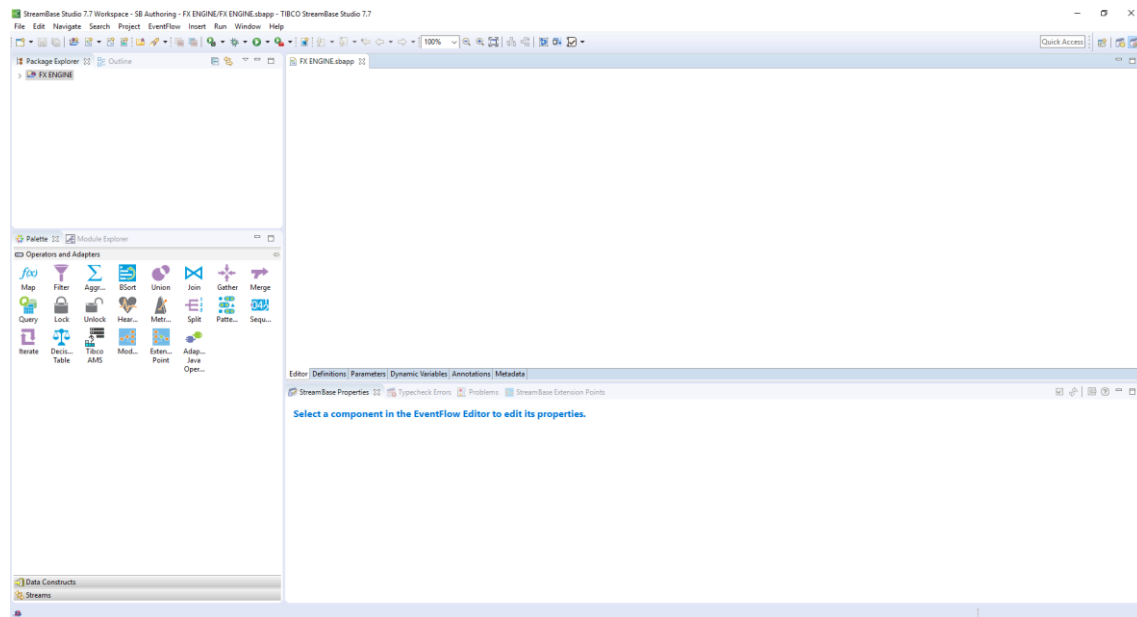 StreamBase Studio 7.7 Workspace - SB Authoring - FX ENGINE/FX ENGINE.sbapp - TIBCO StreamBase Studio 7.7
File Edit Navigate Search Project EventFlow Insert Run Window Help
100%
Quick Access
Package Explorer Outline
FX ENGINE
FX ENGINE.sbapp
Palette Module Explorer
Operators and Adapters
f(x)
Map Filter Aggr... BSort Union Join Gather Merge
Query Lock Unlock Hear... Metr... Split Patte... Sequ...
Iterate Decis... Table Tibco AMS Mod... Exten... Point Adap... Java Oper...
Editor Definitions Parameters Dynamic Variables Annotations Metadata
StreamBase Properties Typecheck Errors Problems StreamBase Extension Points
Select a component in the EventFlow Editor to edit its properties.
Data Constructs
Streams